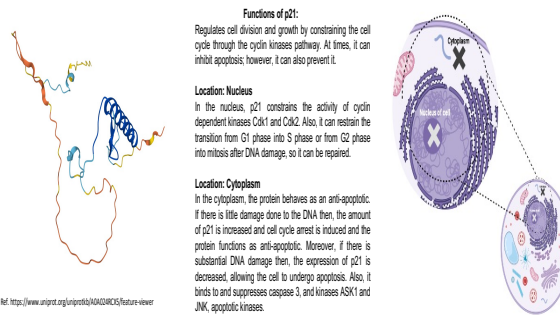 Functions of p21:
Regulates cell division and growth by constraining the cell
cycle through the cyclin kinases pathway. At times, it can
inhibit apoptosis; however, it can also prevent it.
Location: Nucleus
In the nucleus, p21 constrains the activity of cyclin
dependent kinases Cdk1 and Cdk2. Also, it can restrain the
transition from G1 phase into S phase or from G2 phase
into mitosis after DNA damage, so it can be repaired.
Location: Cytoplasm
In the cytoplasm, the protein behaves as an anti-apoptotic.
If there is little damage done to the DNA then, the amount
of p21 is increased and cell cycle arrest is induced and the
protein functions as anti-apoptotic. Moreover, if there is
substantial DNA damage then, the expression of p21 is
decreased, allowing the cell to undergo apoptosis. Also, it
binds to and suppresses caspase 3, and kinases ASK1 and
JNK, apoptotic kinases.
Cytoplasm
Nucleus of cell
Ref. https://www.uniprot.org/uniprotkb/A0A024RCX5/feature-viewer